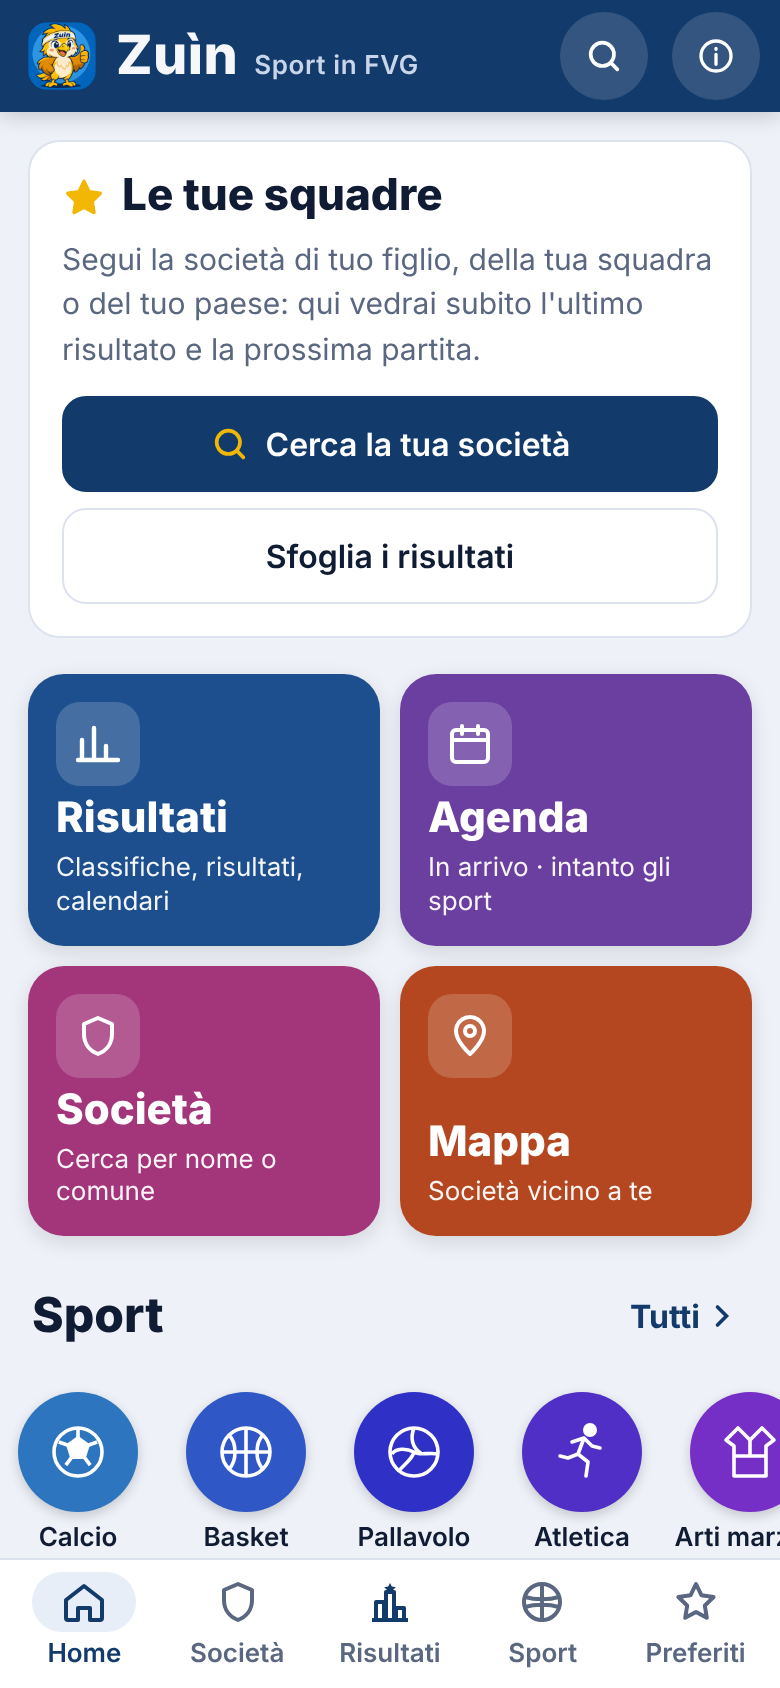 Zuìn
Zuìn Sport in FVG
Le tue squadre
Segui la società di tuo figlio, della tua squadra
o del tuo paese: qui vedrai subito l'ultimo
risultato e la prossima partita.
Cerca la tua società
Sfoglia i risultati
Risultati
Classifiche, risultati,
calendari
Agenda
In arrivo · intanto gli
sport
Società
Cerca per nome o
comune
Mappa
Società vicino a te
Sport
Tutti
Calcio
Basket
Pallavolo
Atletica
Arti marz
Home
Società
Risultati
Sport
Preferiti